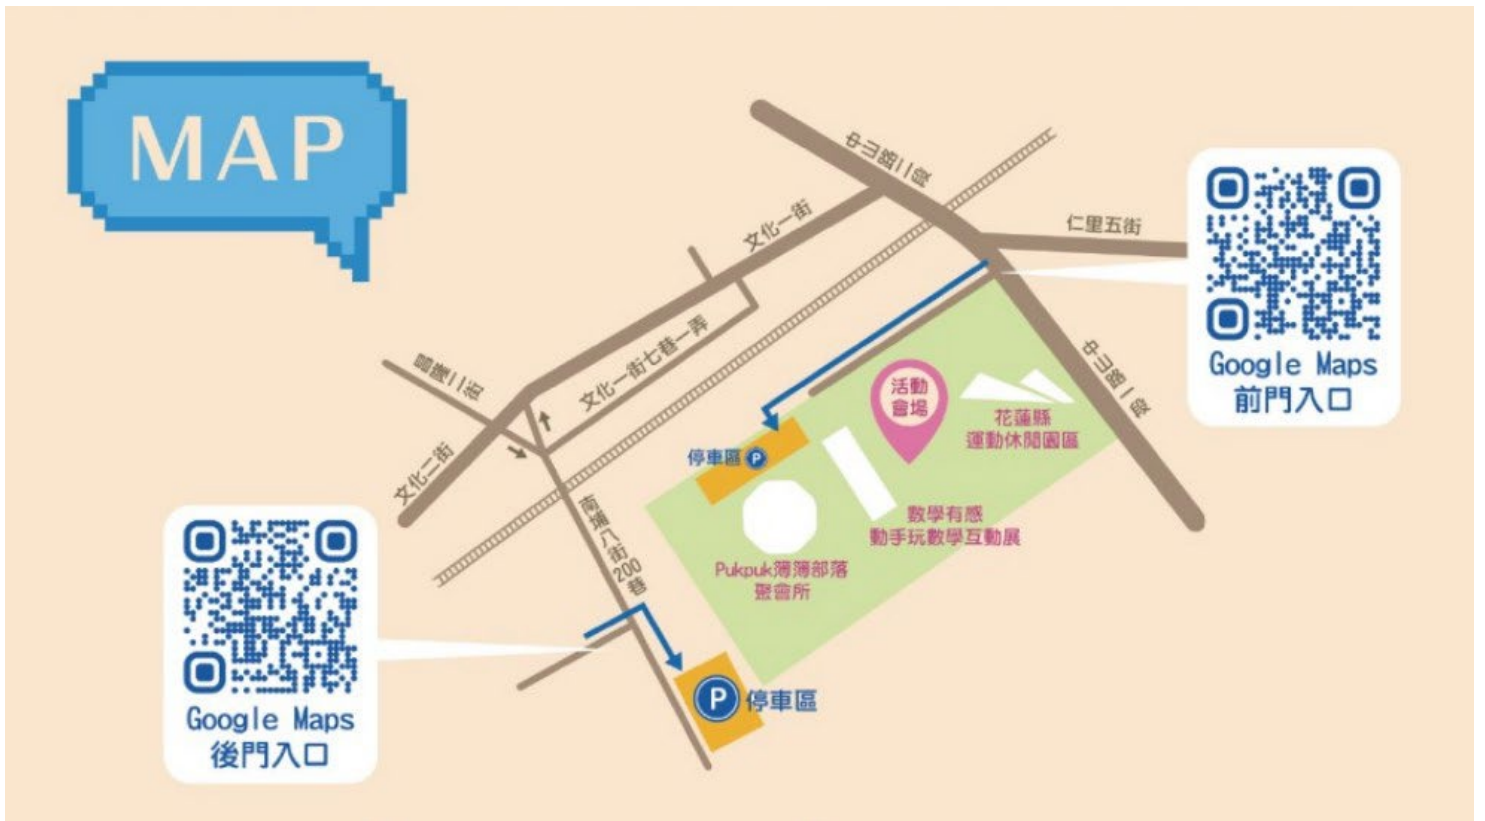 MAP
中山路二段
仁里五街
文化一街
文化一街七巷一弄
昌隆二街
文化二街
中山路一段
Google Maps
前門入口
活動
會場
花蓮縣
運動休閒園區
停車區 P
數學有感
動手玩數學互動展
Pukpuk簿簿部落
聚會所
南埔八街200巷
P 停車區
Google Maps
後門入口